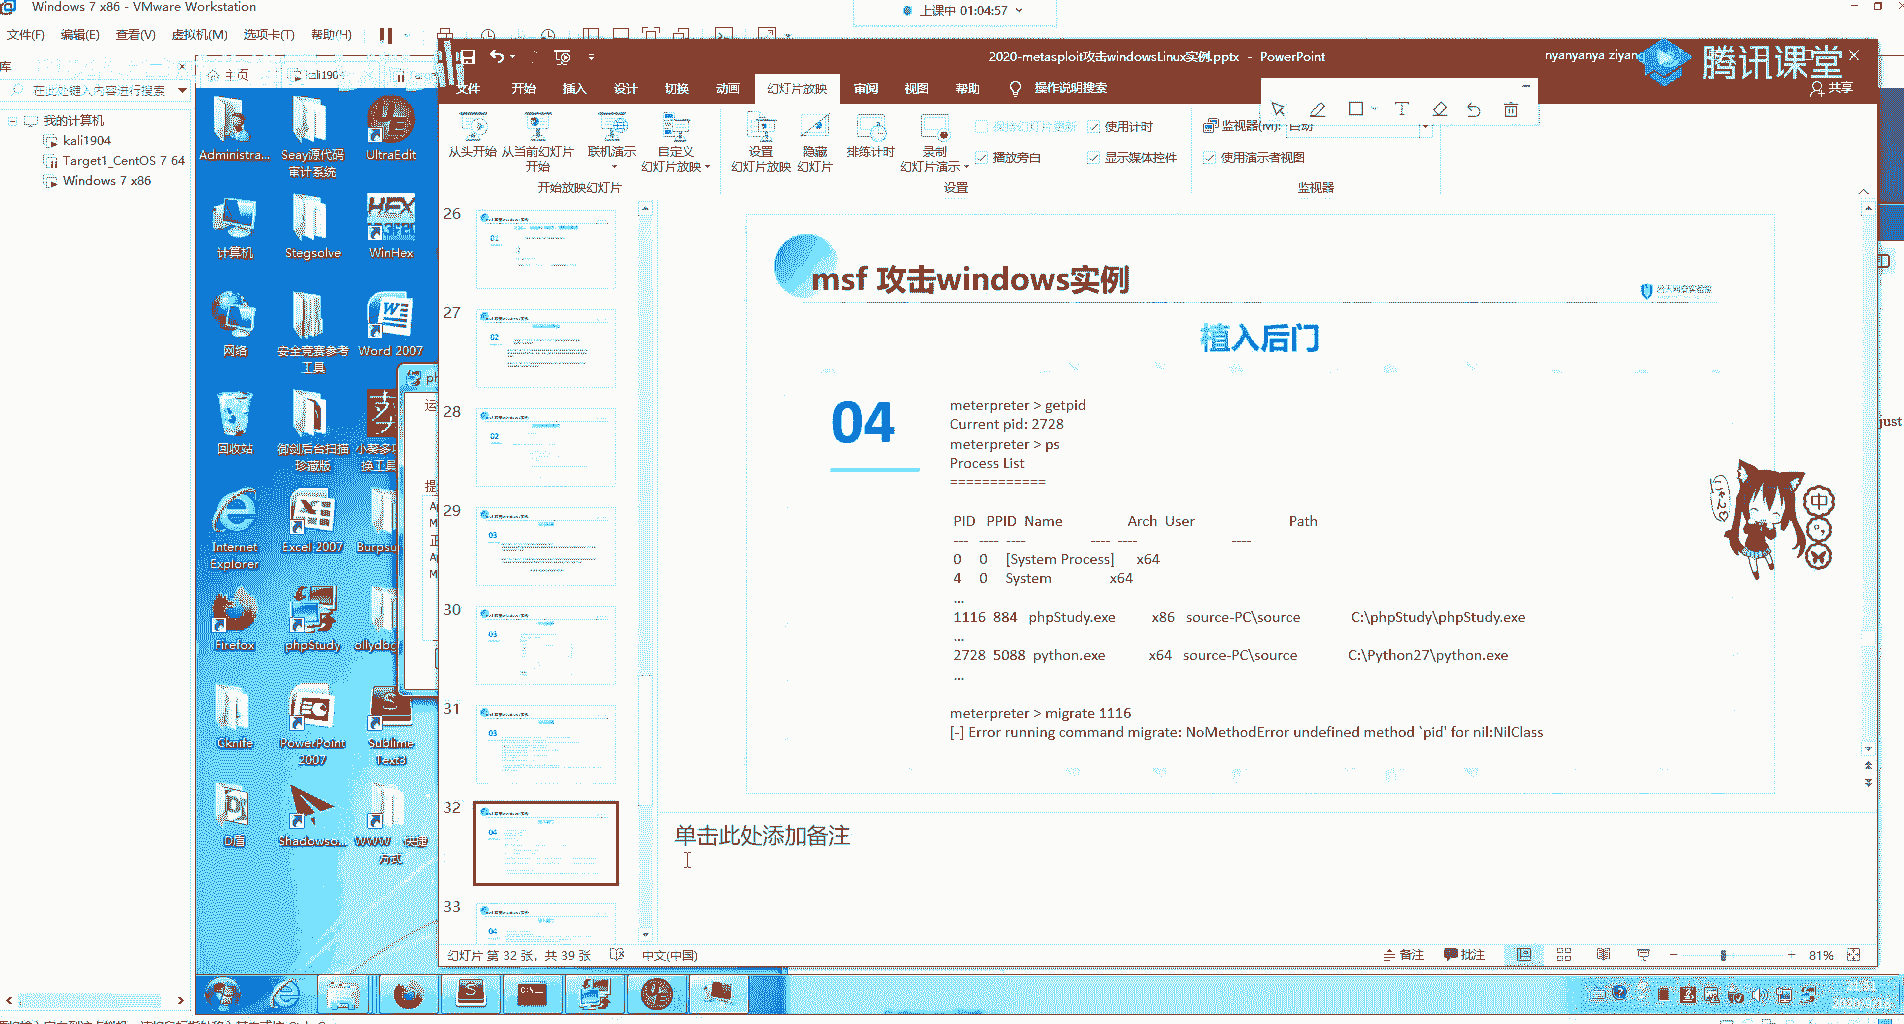 Windows 7 x86 - VMware Workstation
上课中 01:04:57
文件(F) 编辑(E) 查看(V) 虚拟机(M) 选项卡(T) 帮助(H)
库
在此处键入内容进行搜索
我的计算机
kali1904
Target1_CentOS 7 64
Windows 7 x86
主页
2020-metasploit攻击windowsLinux实例.pptx - PowerPoint
nyanyanya ziyang
腾讯课堂
文件 开始 插入 设计 切换 动画 幻灯片放映 审阅 视图 帮助 操作说明搜索
共享
从头开始
从当前幻灯片
开始
联机演示
自定义
幻灯片放映
开始放映幻灯片
设置
幻灯片放映
隐藏
幻灯片
排练计时
录制
幻灯片演示
保持幻灯片更新
使用计时
播放旁白
显示媒体控件
设置
监视器(M): 自动
使用演示者视图
监视器
Administra...
Seay源代码
审计系统
UltraEdit
计算机
Stegsolve
WinHex
网络
安全竞赛参考
工具
Word 2007
回收站
御剑后台扫描
珍藏版
Internet
Explorer
Excel 2007
Burpsu
Firefox
phpStudy
ollydbg
Cknife
PowerPoint
2007
Sublime
Text3
D盾
Shadowso...
WWW - 快捷
方式
26
27
28
29
30
31
32
33
msf 攻击windows实例
植入后门
04
meterpreter > getpid
Current pid: 2728
meterpreter > ps
Process List
============
PID PPID Name Arch User Path
--- ---- ---- ---- ---- ----
0 0 [System Process] x64
4 0 System x64
...
1116 884 phpStudy.exe x86 source-PC\source C:\phpStudy\phpStudy.exe
...
2728 5088 python.exe x64 source-PC\source C:\Python27\python.exe
...
meterpreter > migrate 1116
[-] Error running command migrate: NoMethodError undefined method `pid' for nil:NilClass
单击此处添加备注
幻灯片 第 32 张，共 39 张
中文(中国)
备注
批注
81%
just
中